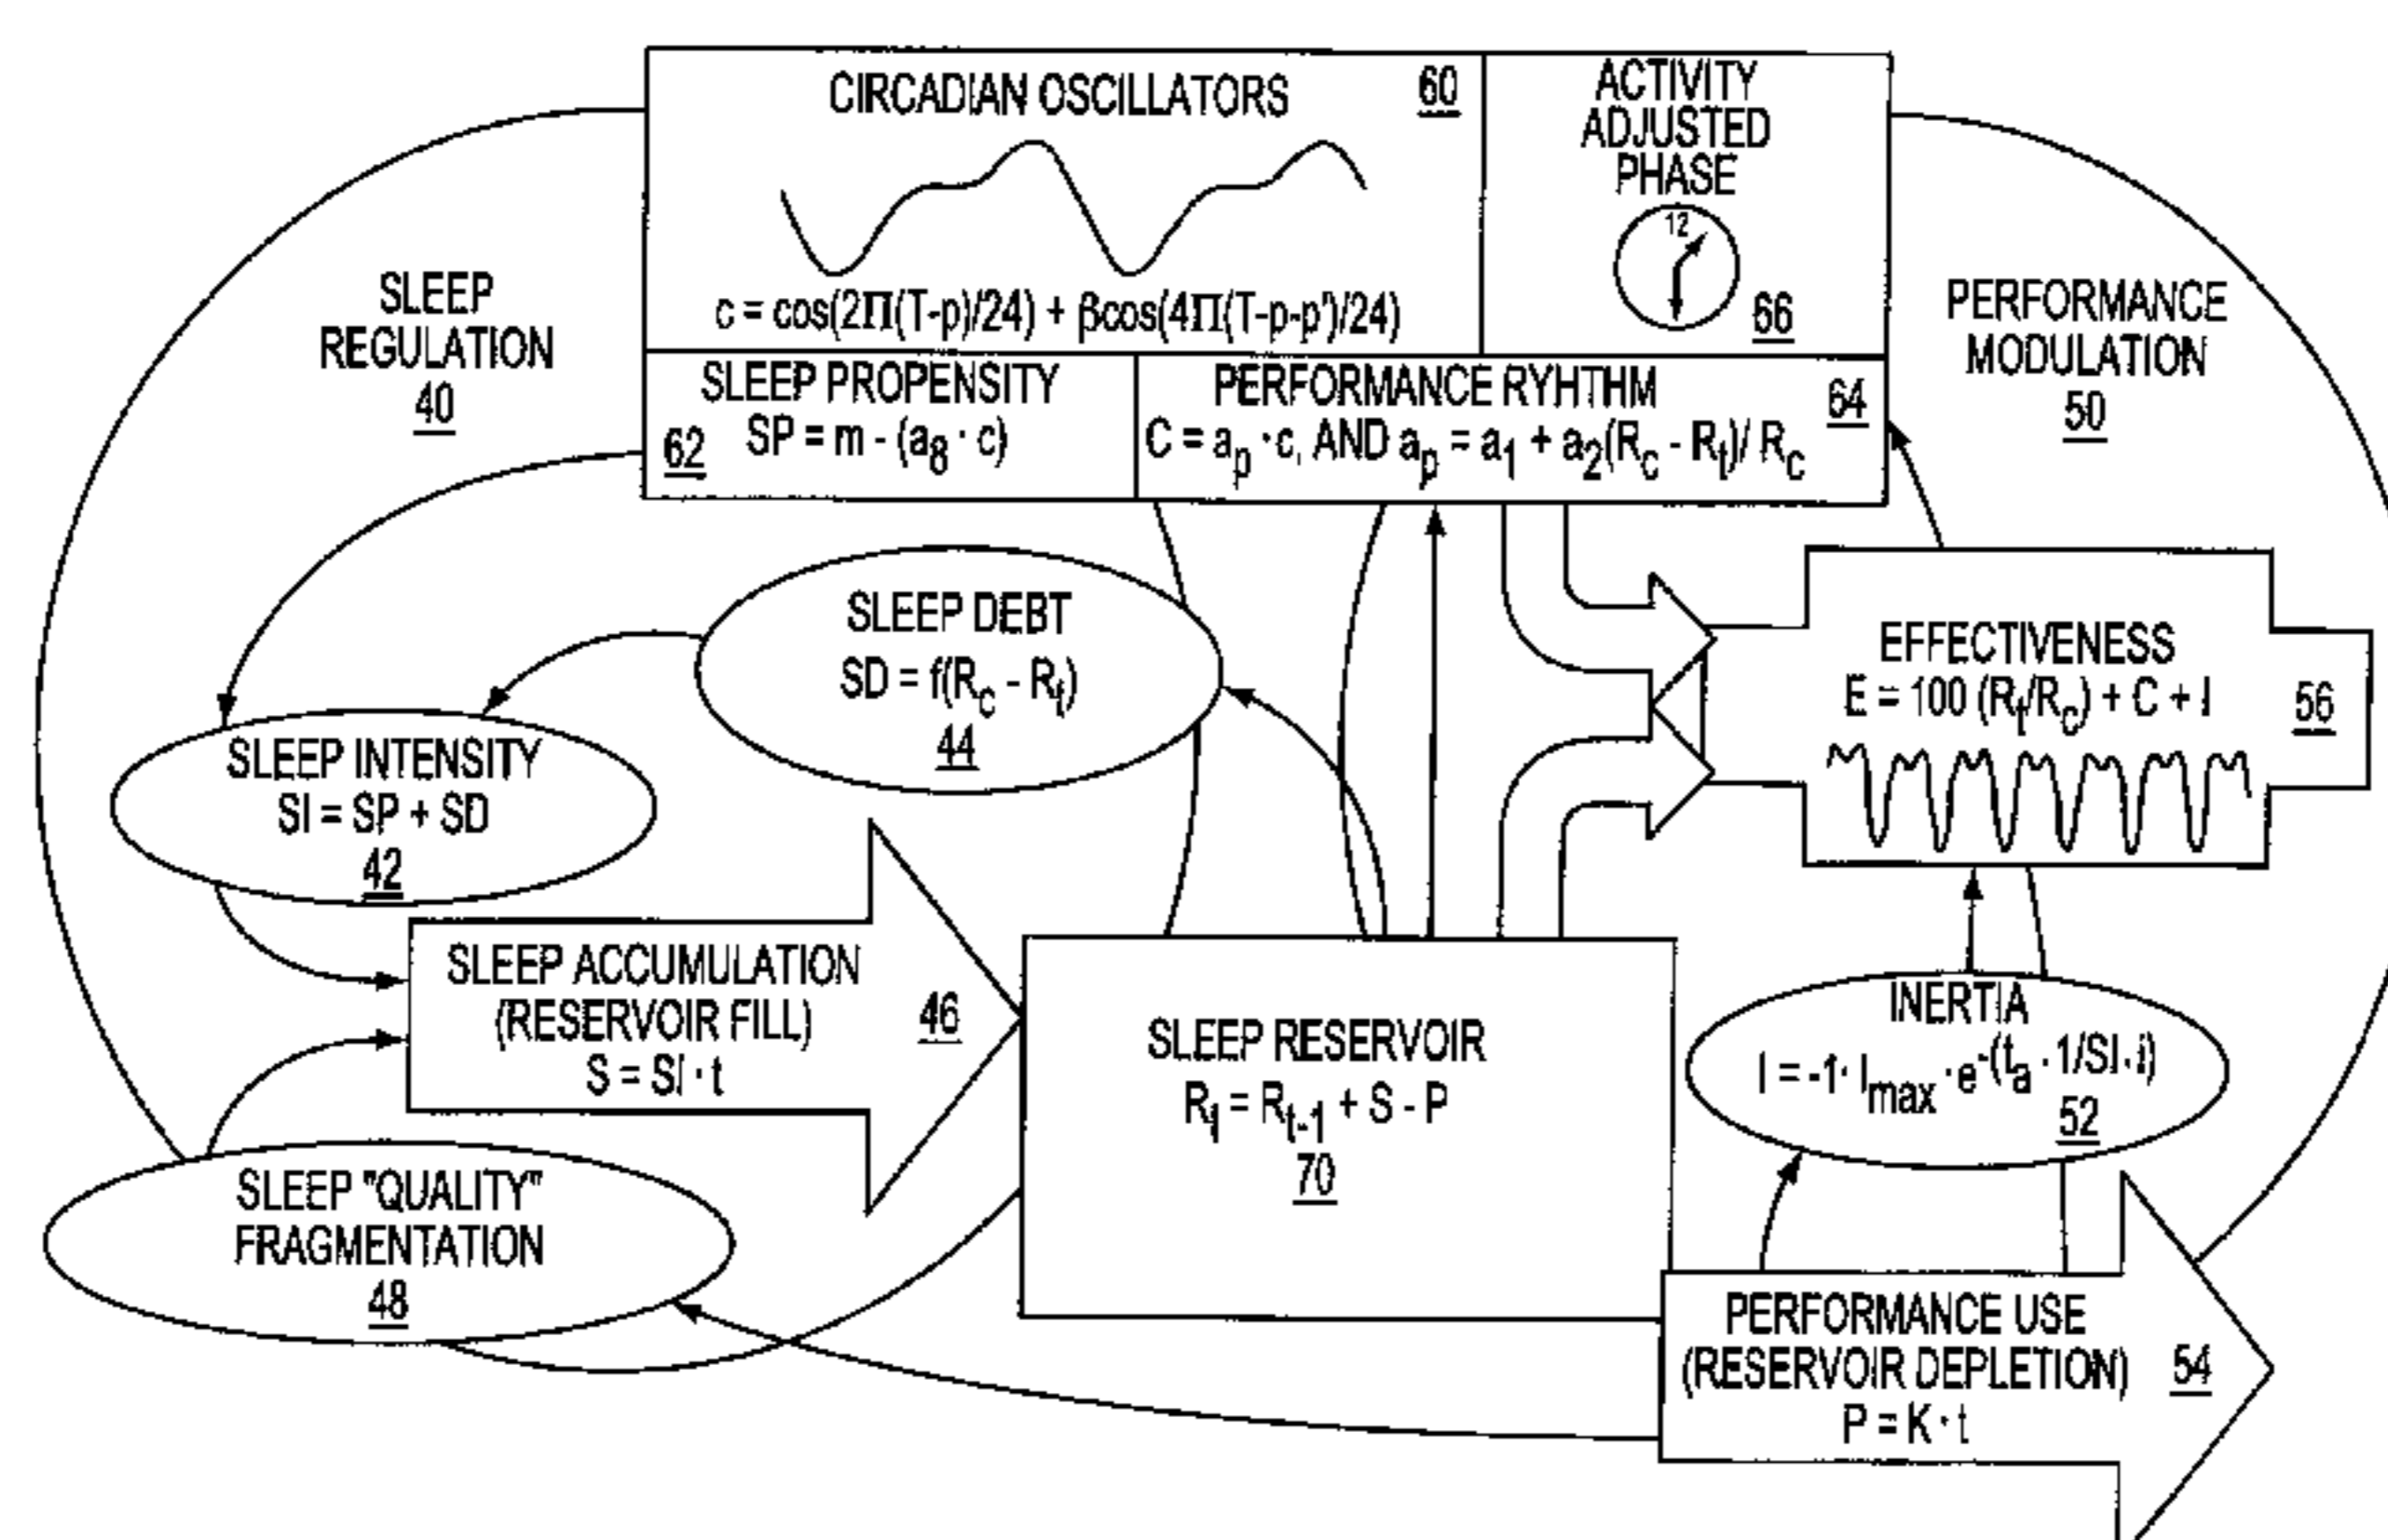 CIRCADIAN OSCILLATORS
60
c = cos(2Π(T-p)/24) + βcos(4Π(T-p-p')/24)
ACTIVITY
ADJUSTED
PHASE
12
66
SLEEP
REGULATION
40
PERFORMANCE
MODULATION
50
SLEEP PROPENSITY
SP = m - (a8 · c)
62
PERFORMANCE RYHTHM
64
C = ap · c, AND ap = a1 + a2(Rc - Rt)/ Rc
SLEEP DEBT
SD = f(Rc - Rt)
44
EFFECTIVENESS
E = 100 (Rt/Rc) + C + I
56
SLEEP INTENSITY
SI = SP + SD
42
SLEEP ACCUMULATION
(RESERVOIR FILL)
S = SI · t
46
SLEEP RESERVOIR
Rt = Rt-1 + S - P
70
INERTIA
I = -1· Imax · e-(ta · 1/SI · i)
52
SLEEP "QUALITY"
FRAGMENTATION
48
PERFORMANCE USE
(RESERVOIR DEPLETION)
P = K · t
54